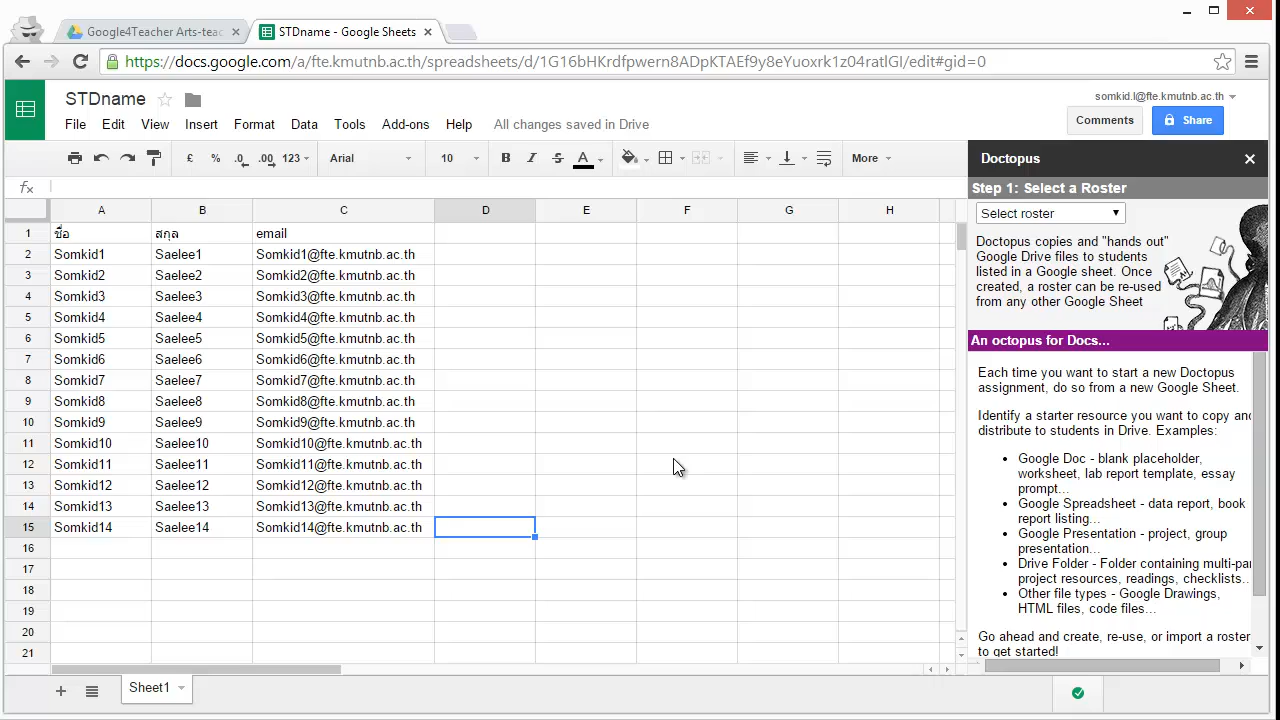 Google4Teacher Arts-teac
STDname - Google Sheets
https://docs.google.com/a/fte.kmutnb.ac.th/spreadsheets/d/1G16bHKrdfpwern8ADpKTAEf9y8eYuoxrk1z04ratlGI/edit#gid=0
STDname
somkid.l@fte.kmutnb.ac.th
File Edit View Insert Format Data Tools Add-ons Help All changes saved in Drive
Comments Share
£ % .0 .00 123 Arial 10 B I S A More
fx
A B C D E F G H
1 ชื่อ สกุล email
2 Somkid1 Saelee1 Somkid1@fte.kmutnb.ac.th
3 Somkid2 Saelee2 Somkid2@fte.kmutnb.ac.th
4 Somkid3 Saelee3 Somkid3@fte.kmutnb.ac.th
5 Somkid4 Saelee4 Somkid4@fte.kmutnb.ac.th
6 Somkid5 Saelee5 Somkid5@fte.kmutnb.ac.th
7 Somkid6 Saelee6 Somkid6@fte.kmutnb.ac.th
8 Somkid7 Saelee7 Somkid7@fte.kmutnb.ac.th
9 Somkid8 Saelee8 Somkid8@fte.kmutnb.ac.th
10 Somkid9 Saelee9 Somkid9@fte.kmutnb.ac.th
11 Somkid10 Saelee10 Somkid10@fte.kmutnb.ac.th
12 Somkid11 Saelee11 Somkid11@fte.kmutnb.ac.th
13 Somkid12 Saelee12 Somkid12@fte.kmutnb.ac.th
14 Somkid13 Saelee13 Somkid13@fte.kmutnb.ac.th
15 Somkid14 Saelee14 Somkid14@fte.kmutnb.ac.th
16
17
18
19
20
21
Sheet1
Doctopus
Step 1: Select a Roster
Select roster
Doctopus copies and "hands out"
Google Drive files to students
listed in a Google sheet. Once
created, a roster can be re-used
from any other Google Sheet
An octopus for Docs...
Each time you want to start a new Doctopus
assignment, do so from a new Google Sheet.
Identify a starter resource you want to copy and
distribute to students in Drive. Examples:
• Google Doc - blank placeholder,
worksheet, lab report template, essay
prompt...
• Google Spreadsheet - data report, book
report listing...
• Google Presentation - project, group
presentation...
• Drive Folder - Folder containing multi-par
project resources, readings, checklists..
• Other file types - Google Drawings,
HTML files, code files...
Go ahead and create, re-use, or import a roster
to get started!